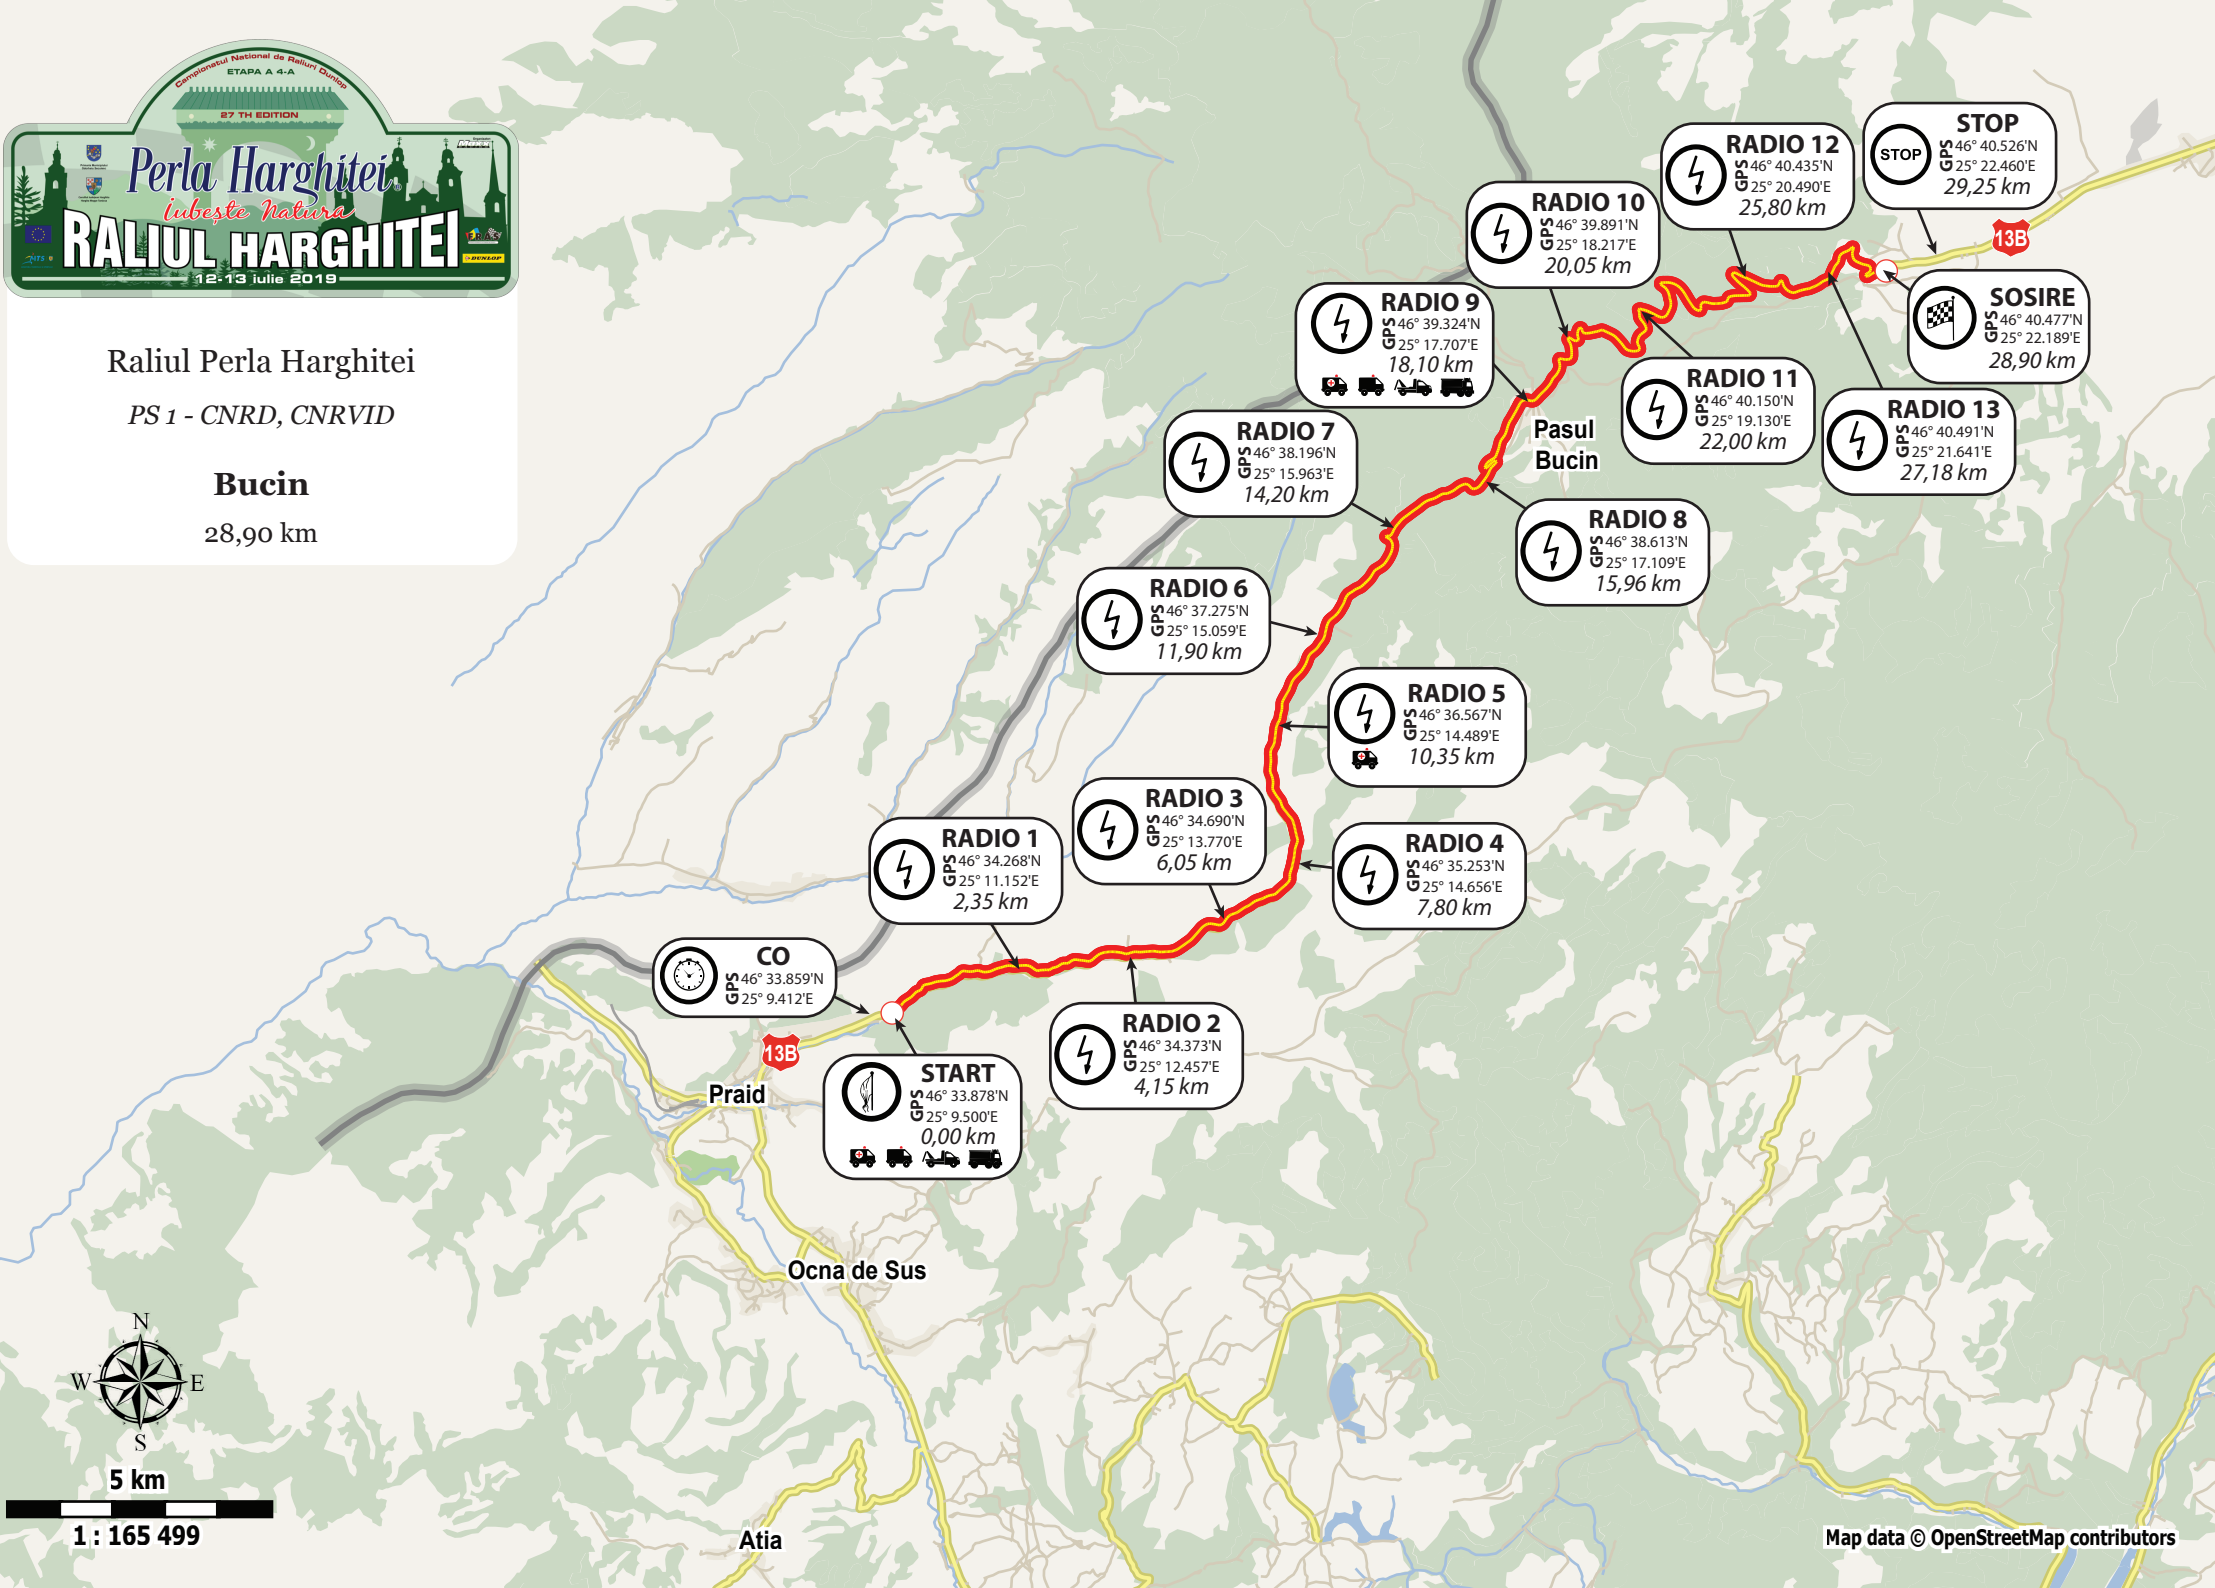 Campionatul National de Raliuri Dunlop
ETAPA A 4-A
27 TH EDITION
Perla Harghitei
iubește Natura
RALIUL HARGHITEI
DUNLOP
12-13 iulie 2019
Raliul Perla Harghitei
PS 1 - CNRD, CNRVID
Bucin
28,90 km
STOP
STOP
GPS
46° 40.526'N
25° 22.460'E
29,25 km
RADIO 12
GPS
46° 40.435'N
25° 20.490'E
25,80 km
RADIO 10
GPS
46° 39.891'N
25° 18.217'E
20,05 km
13B
SOSIRE
GPS
46° 40.477'N
25° 22.189'E
28,90 km
RADIO 9
GPS
46° 39.324'N
25° 17.707'E
18,10 km
RADIO 11
GPS
46° 40.150'N
25° 19.130'E
22,00 km
RADIO 13
GPS
46° 40.491'N
25° 21.641'E
27,18 km
Pasul
Bucin
RADIO 7
GPS
46° 38.196'N
25° 15.963'E
14,20 km
RADIO 8
GPS
46° 38.613'N
25° 17.109'E
15,96 km
RADIO 6
GPS
46° 37.275'N
25° 15.059'E
11,90 km
RADIO 5
GPS
46° 36.567'N
25° 14.489'E
10,35 km
RADIO 3
GPS
46° 34.690'N
25° 13.770'E
6,05 km
RADIO 1
GPS
46° 34.268'N
25° 11.152'E
2,35 km
RADIO 4
GPS
46° 35.253'N
25° 14.656'E
7,80 km
CO
GPS
46° 33.859'N
25° 9.412'E
RADIO 2
GPS
46° 34.373'N
25° 12.457'E
4,15 km
13B
START
GPS
46° 33.878'N
25° 9.500'E
0,00 km
Praid
Ocna de Sus
N
W
E
S
5 km
1 : 165 499
Atia
Map data © OpenStreetMap contributors